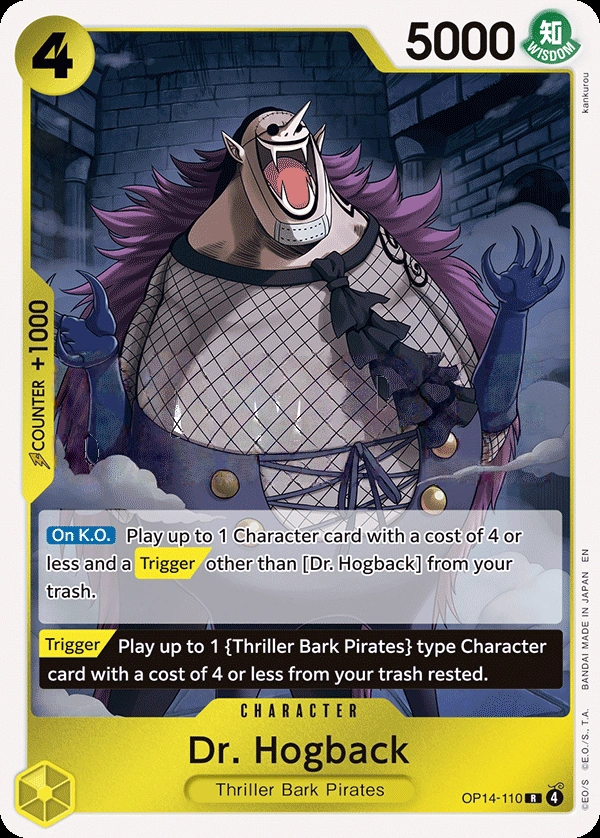 4
5000
知
WISDOM
kankurou
COUNTER +1000
On K.O. Play up to 1 Character card with a cost of 4 or
less and a Trigger other than [Dr. Hogback] from your
trash.
Trigger Play up to 1 {Thriller Bark Pirates} type Character
card with a cost of 4 or less from your trash rested.
CHARACTER
Dr. Hogback
Thriller Bark Pirates
OP14-110 R 4
©E.O./S ©E.O./S., T.A. BANDAI MADE IN JAPAN EN